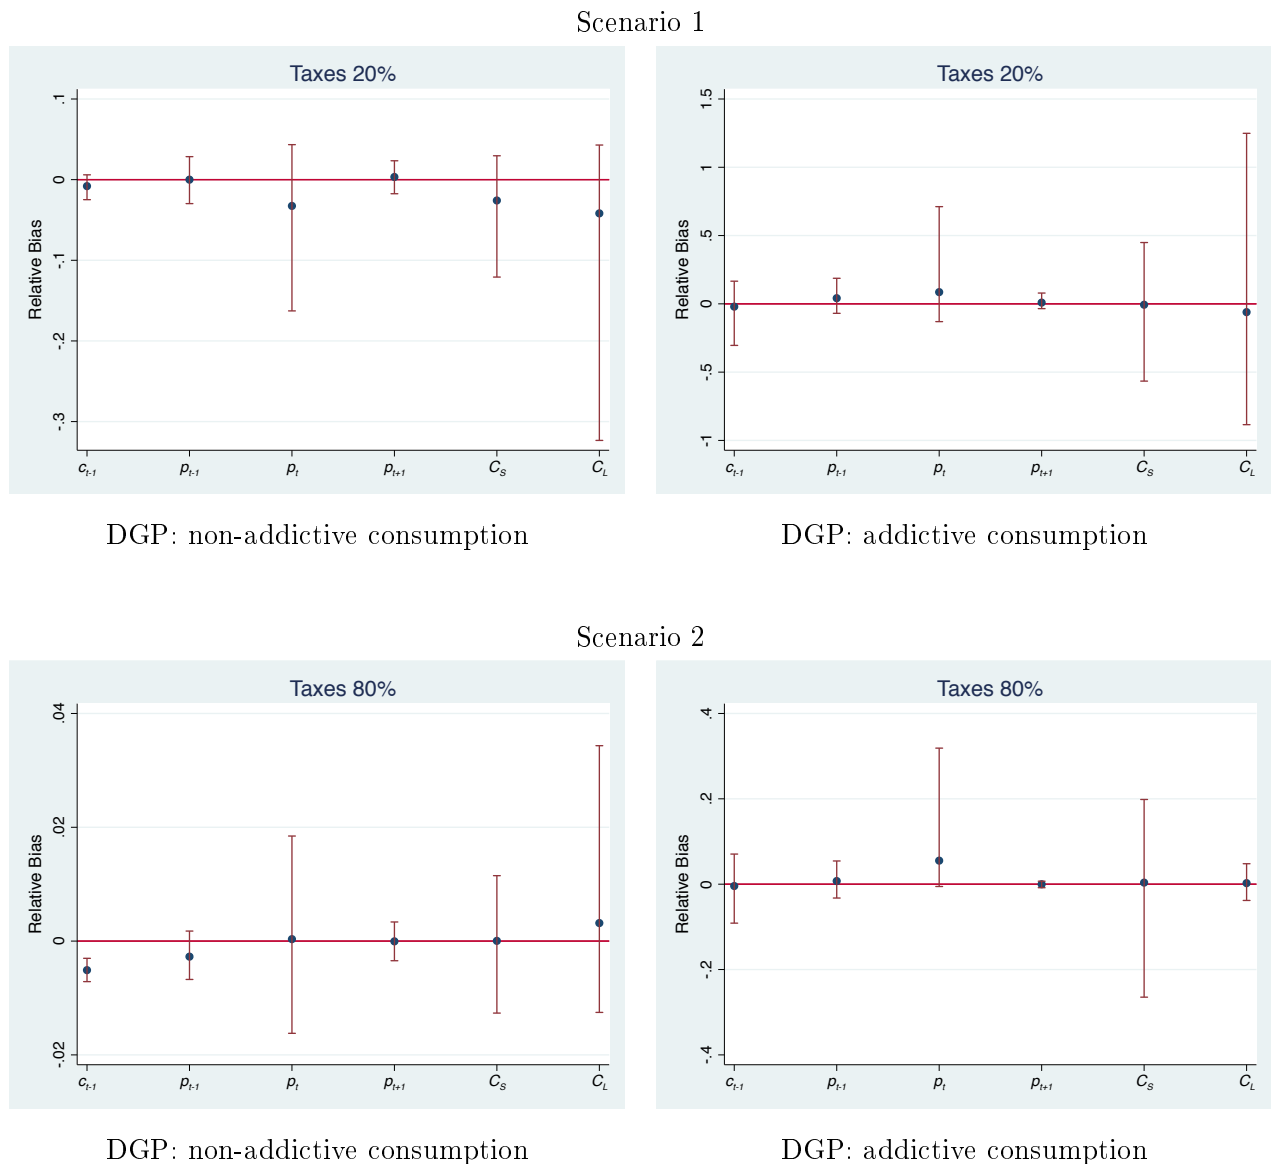 Scenario 1
Taxes 20%
Relative Bias
.1
0
-.1
-.2
-.3
c_{t-1} p_{t-1} p_t p_{t+1} C_S C_L
DGP: non-addictive consumption
Taxes 20%
Relative Bias
1.5
1
.5
0
-.5
-1
c_{t-1} p_{t-1} p_t p_{t+1} C_S C_L
DGP: addictive consumption
Scenario 2
Taxes 80%
Relative Bias
.04
.02
0
-.02
c_{t-1} p_{t-1} p_t p_{t+1} C_S C_L
DGP: non-addictive consumption
Taxes 80%
Relative Bias
.4
.2
0
-.2
-.4
c_{t-1} p_{t-1} p_t p_{t+1} C_S C_L
DGP: addictive consumption